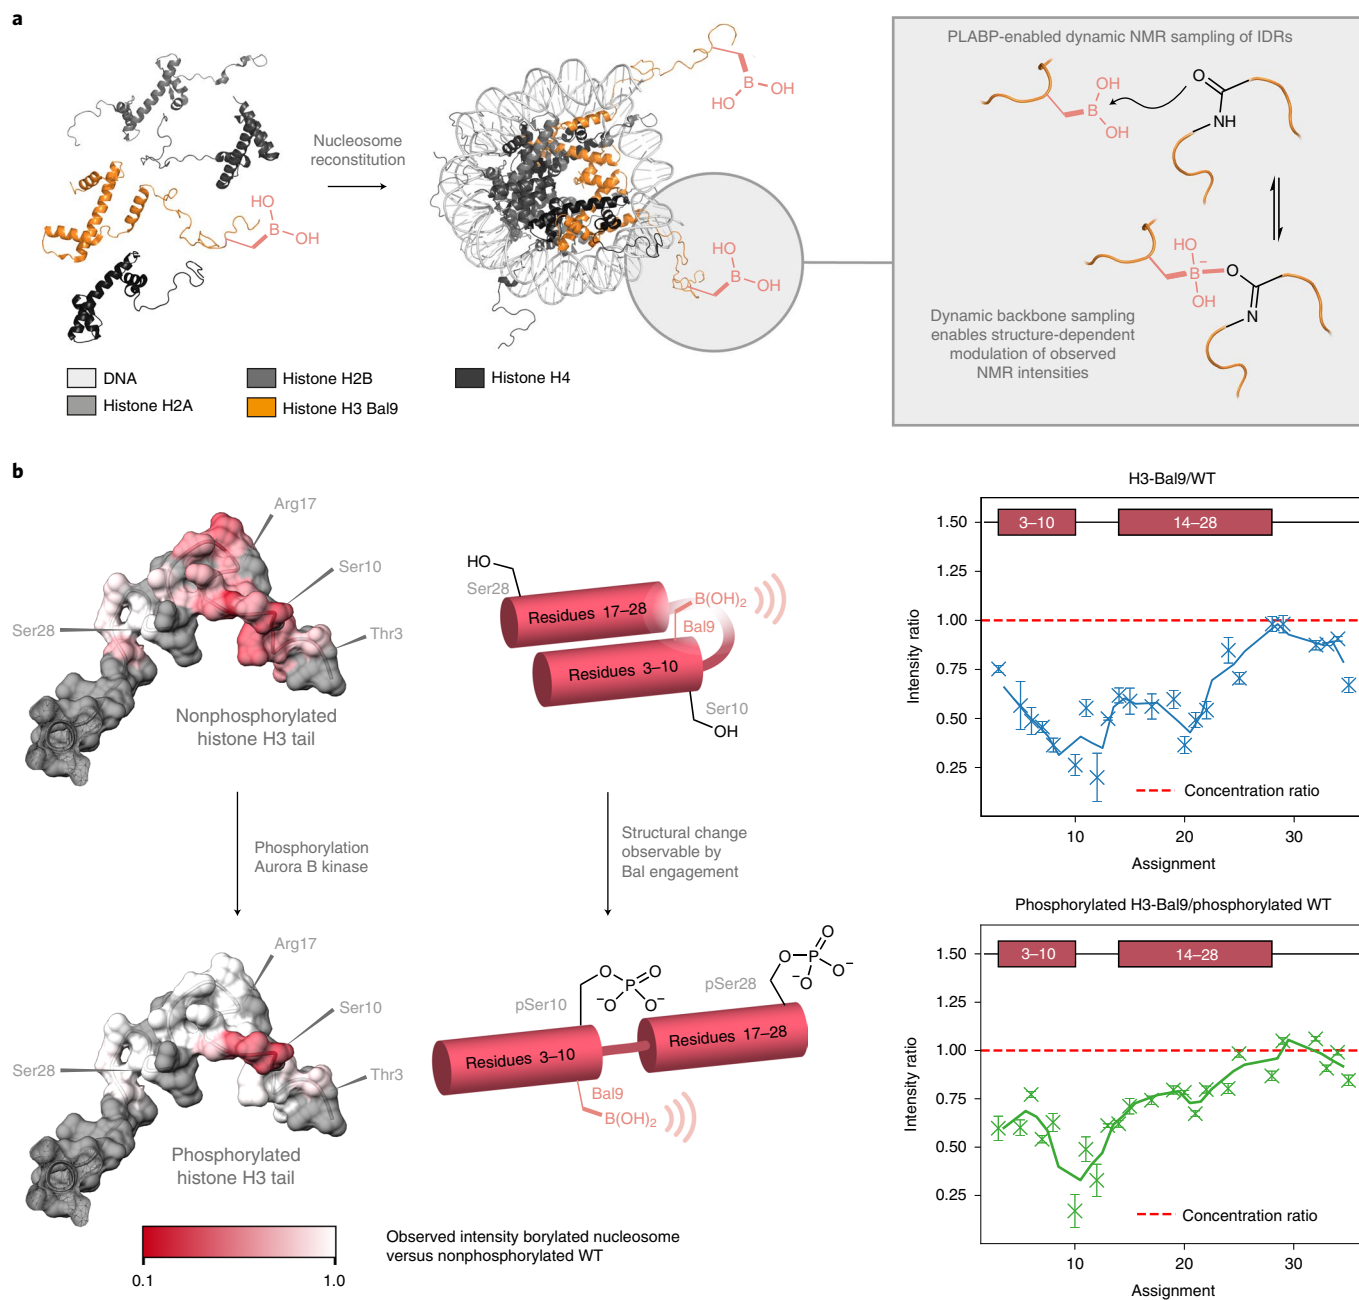 a
Nucleosome
reconstitution
HO
B
OH
B
OH
HO
HO
B
OH
DNA
Histone H2A
Histone H2B
Histone H3 Bal9
Histone H4
PLABP-enabled dynamic NMR sampling of IDRs
OH
B
OH
O
NH
HO
B
−
O
OH
N
Dynamic backbone sampling
enables structure-dependent
modulation of observed
NMR intensities
b
Arg17
Ser10
Ser28
Thr3
Nonphosphorylated
histone H3 tail
HO
Ser28
Residues 17–28
B(OH)2
Bal9
Residues 3–10
Ser10
OH
H3-Bal9/WT
3–10
14–28
1.50
1.00
0.75
0.50
0.25
Intensity ratio
Concentration ratio
10
20
30
Assignment
Phosphorylation
Aurora B kinase
Structural change
observable by
Bal engagement
Arg17
Ser10
Ser28
Thr3
Phosphorylated
histone H3 tail
pSer10
O
P
O
−O
O−
pSer28
O
P
O
−O
O−
Residues 3–10
Residues 17–28
Bal9
B(OH)2
Phosphorylated H3-Bal9/phosphorylated WT
3–10
14–28
1.50
1.25
1.00
0.75
0.50
0.25
Intensity ratio
Concentration ratio
10
20
30
Assignment
0.1
1.0
Observed intensity borylated nucleosome
versus nonphosphorylated WT